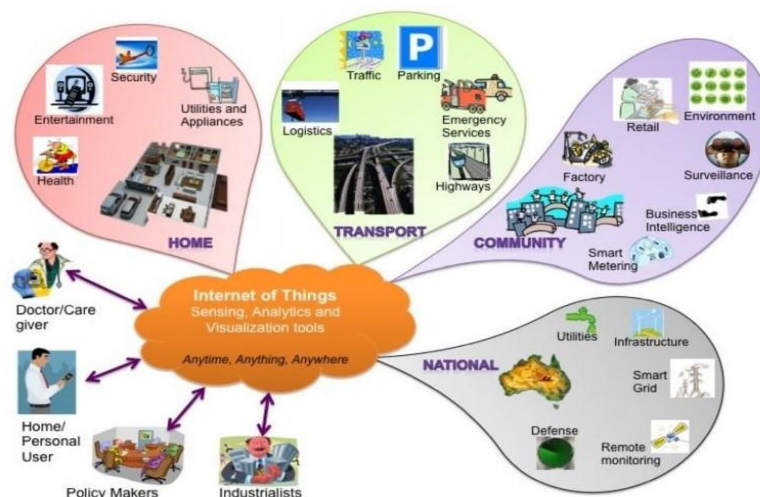 Security
Entertainment
Utilities and
Appliances
Health
HOME
Traffic
P
Parking
Logistics
Emergency
Services
Highways
TRANSPORT
Retail
Environment
Factory
Surveillance
Business
Intelligence
COMMUNITY
Smart
Metering
Internet of Things
Sensing, Analytics and
Visualization tools
Anytime, Anything, Anywhere
Doctor/Care
giver
Home/
Personal
User
Policy Makers
Industrialists
NATIONAL
Utilities
Infrastructure
Smart
Grid
Defense
Remote
monitoring